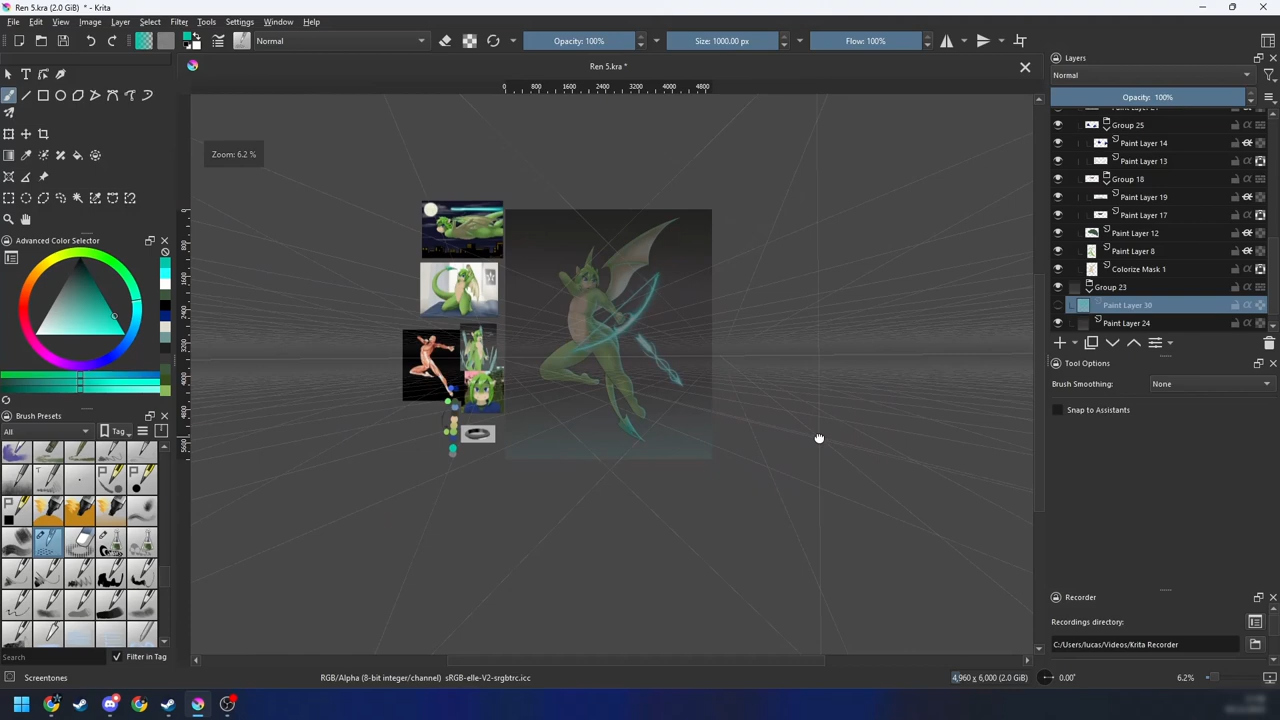 Ren 5.kra ( * - Krita
File Edit View Image Layer Select Filter Tools Settings Window Help
Normal Opacity: 100% Size: 1000.00 px Flow: 100%
Ren 5.kra *
Layers
Normal
Opacity: 100%
0 800 1600 2400 3200 4000 4800
Zoom: 6.2 %
Group 25
Paint Layer 14
Paint Layer 13
Group 18
Paint Layer 19
Paint Layer 17
Paint Layer 12
Paint Layer 8
Colorize Mask 1
Group 23
Paint Layer 30
Paint Layer 24
Advanced Color Selector
Tool Options
Brush Smoothing: None
Snap to Assistants
Brush Presets
All Tag
Recorder
Recordings directory:
C:/Users/lucas/Videos/Krita Recorder
Search Filter in Tag
Screentones RGB/Alpha (8-bit integer/channel) sRGB-elle-V2-srgbtrc.icc 4,960 x 6,000 (2.0 GiB) 0.00° 6.2%